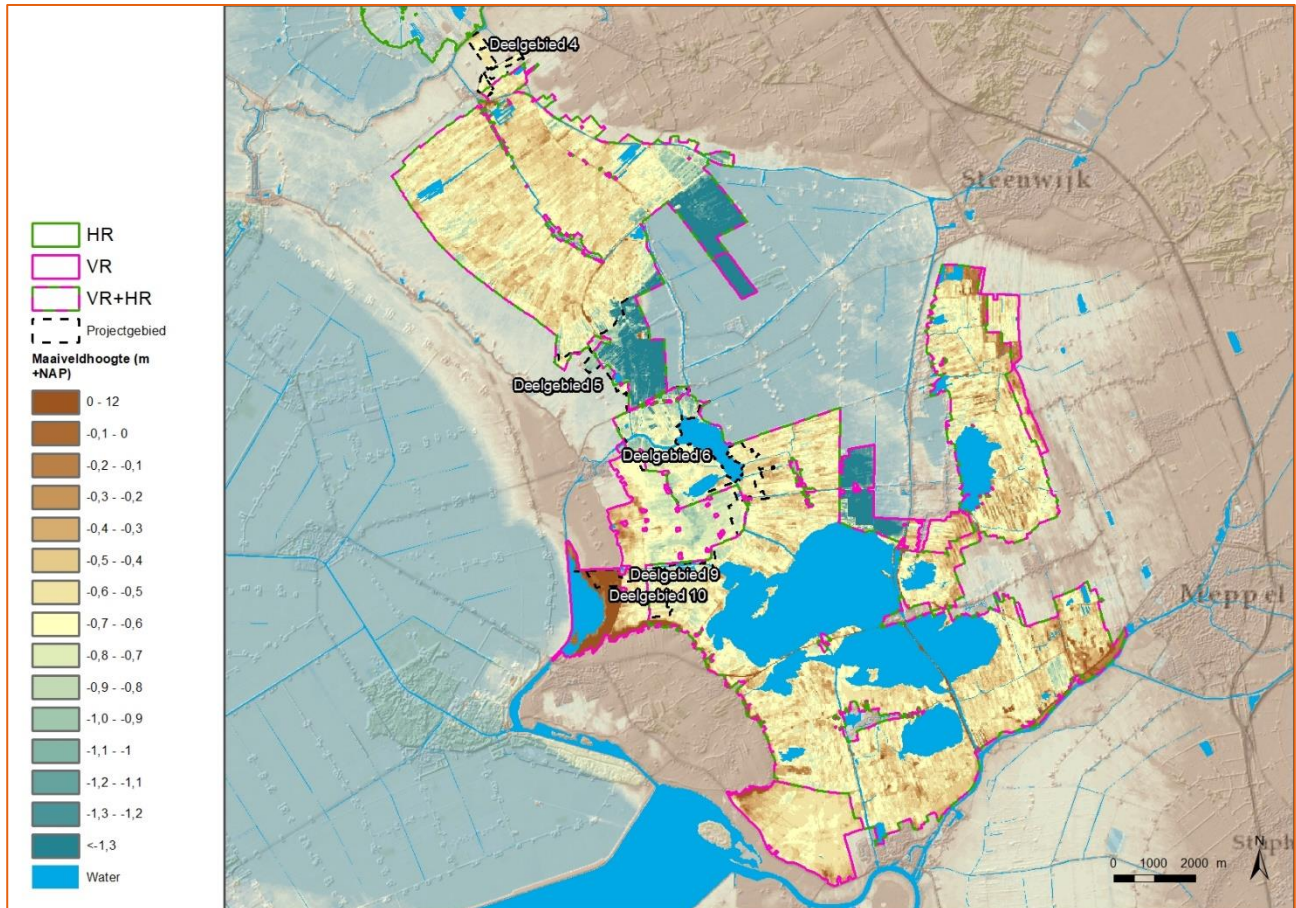 HR
VR
VR+HR
Projectgebied
Maaiveldhoogte (m
+NAP)
0 - 12
-0,1 - 0
-0,2 - -0,1
-0,3 - -0,2
-0,4 - -0,3
-0,5 - -0,4
-0,6 - -0,5
-0,7 - -0,6
-0,8 - -0,7
-0,9 - -0,8
-1,0 - -0,9
-1,1 - -1
-1,2 - -1,1
-1,3 - -1,2
<-1,3
Water
Deelgebied 4
Steenwijk
Deelgebied 5
Deelgebied 6
Deelgebied 9
Deelgebied 10
Meppel
N
0 1000 2000 m